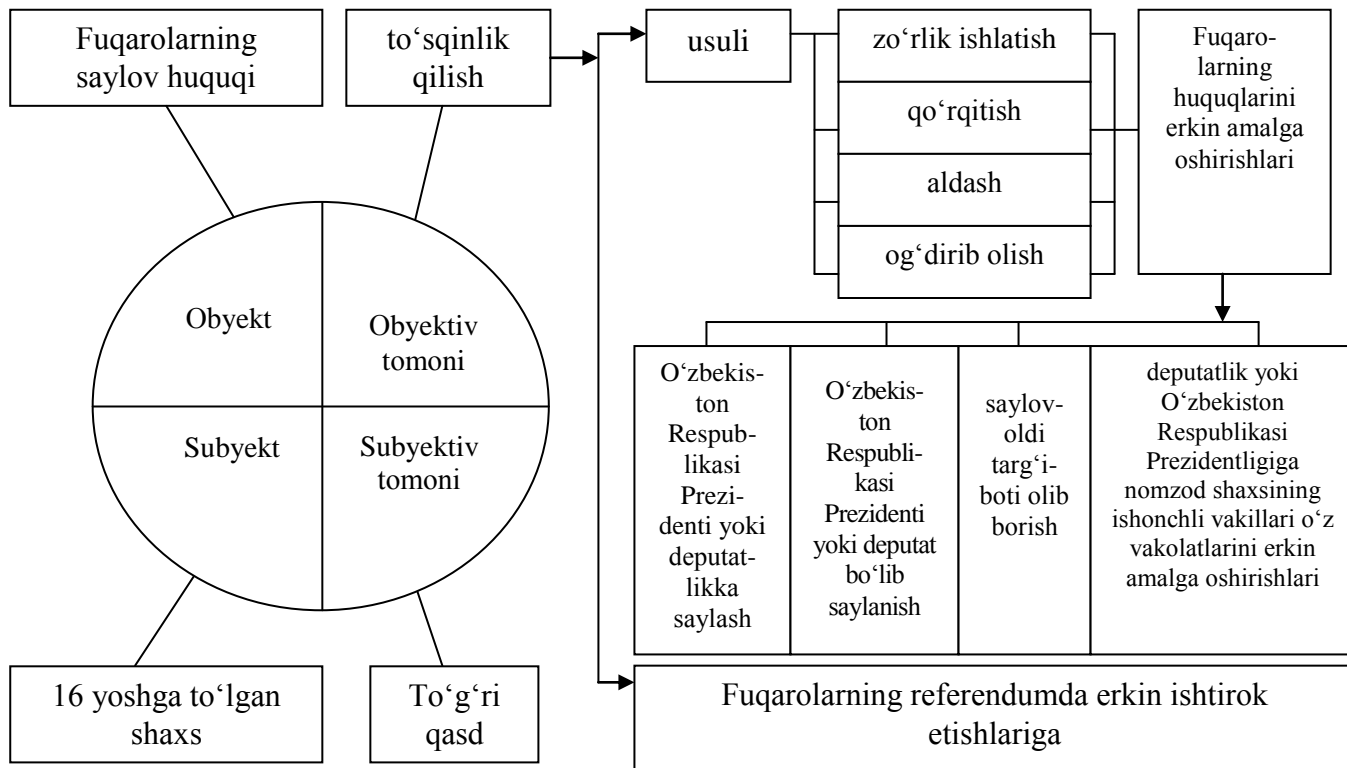 Fuqarolarning
saylov huquqi
to‘sqinlik
qilish
usuli
zo‘rlik ishlatish
qo‘rqitish
aldash
og‘dirib olish
Fuqaro-
larning
huquqlarini
erkin amalga
oshirishlari
Obyekt
Obyektiv
tomoni
Subyekt
Subyektiv
tomoni
O‘zbekis-
ton
Respub-
likasi
Prezi-
denti yoki
deputat-
likka
saylash
O‘zbekis-
ton
Respubli-
kasi
Prezidenti
yoki deputat
bo‘lib
saylanish
saylov-
oldi
targ‘i-
boti olib
borish
deputatlik yoki
O‘zbekiston
Respublikasi
Prezidentligiga
nomzod shaxsining
ishonchli vakillari o‘z
vakolatlarini erkin
amalga oshirishlari
16 yoshga to‘lgan
shaxs
To‘g‘ri
qasd
Fuqarolarning referendumda erkin ishtirok
etishlariga